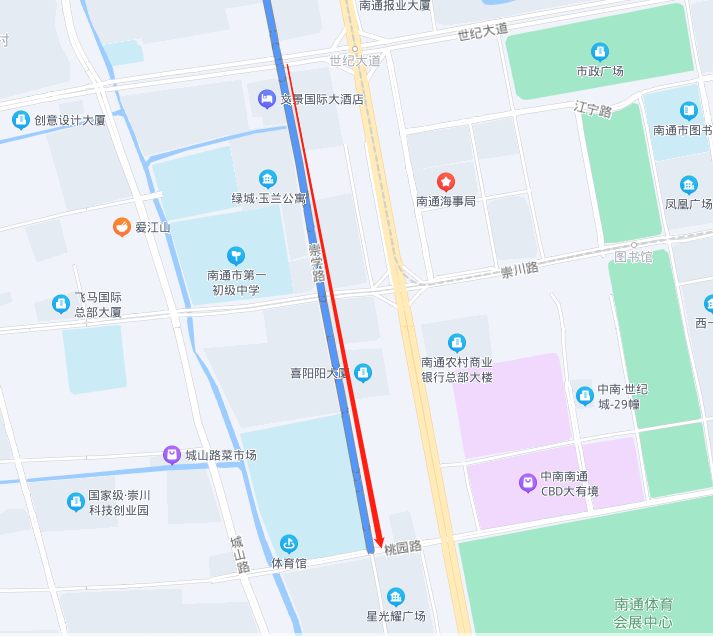 南通报业大厦
世纪大道
世纪大道
村
市政广场
文景国际大酒店
江宁路
创意设计大厦
南通市图书
绿城·玉兰公寓
南通海事局
凤凰广场
爱江山
崇学路
图书馆
南通市第一
初级中学
崇川路
飞马国际
总部大厦
西一
南通农村商业
银行总部大楼
喜阳阳大厦
中南·世纪
城-29幢
城山路菜市场
中南南通
CBD大有境
国家级·崇川
科技创业园
城山路
桃园路
体育馆
星光耀广场
南通体育
会展中心